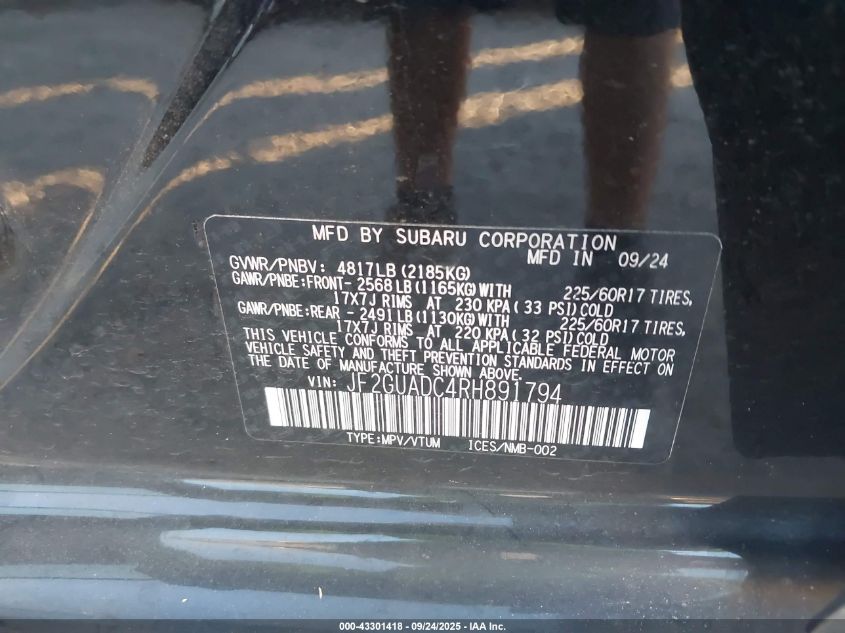 MFD BY SUBARU CORPORATION
MFD IN 09/24
GVWR/PNBV: 4817LB(2185KG)
GAWR/PNBE:FRONT-2568LB(1165KG)WITH 225/60R17 TIRES,
17X7J RIMS AT 230 KPA(33 PSI)COLD
GAWR/PNBE:REAR -2491LB(1130KG)WITH 225/60R17 TIRES,
17X7J RIMS AT 220 KPA(32 PSI)COLD
THIS VEHICLE CONFORMS TO ALL APPLICABLE FEDERAL MOTOR
VEHICLE SAFETY AND THEFT PREVENTION STANDARDS IN EFFECT ON
THE DATE OF MANUFACTURE SHOWN ABOVE.
VIN: JF2GUADC4RH891794
TYPE:MPV/VTUM ICES/NMB-002
000-43301418 - 09/24/2025 - IAA Inc.